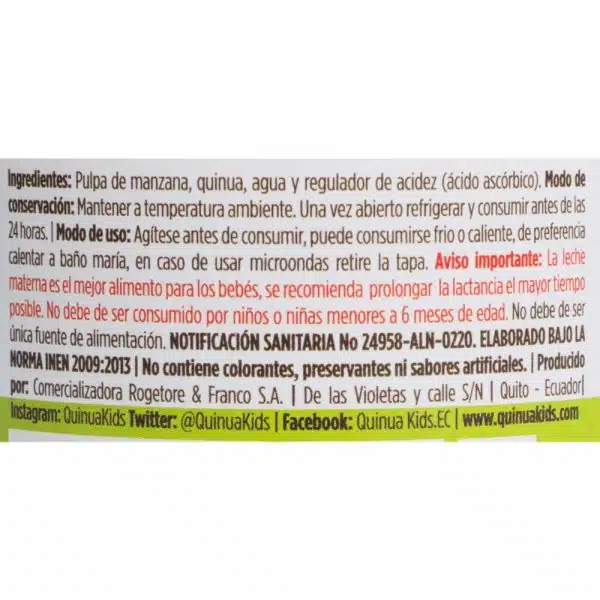 Ingredientes: Pulpa de manzana, quinua, agua y regulador de acidez (ácido ascórbico). Modo de
conservación: Mantener a temperatura ambiente. Una vez abierto refrigerar y consumir antes de las
24 horas. | Modo de uso: Agítese antes de consumir, puede consumirse frio o caliente, de preferencia
calentar a baño maría, en caso de usar microondas retire la tapa. Aviso importante: La leche
materna es el mejor alimento para los bebés, se recomienda prolongar la lactancia el mayor tiempo
posible. No debe de ser consumido por niños o niñas menores a 6 meses de edad. No debe de ser
única fuente de alimentación. NOTIFICACIÓN SANITARIA No 24958-ALN-0220. ELABORADO BAJO LA
NORMA INEN 2009:2013 | No contiene colorantes, preservantes ni sabores artificiales. | Producido
por: Comercializadora Rogetore & Franco S.A. | De las Violetas y calle S/N | Quito - Ecuador|
Instagram: QuinuaKids Twitter: @QuinuaKids | Facebook: Quinua Kids.EC | www.quinuakids.com